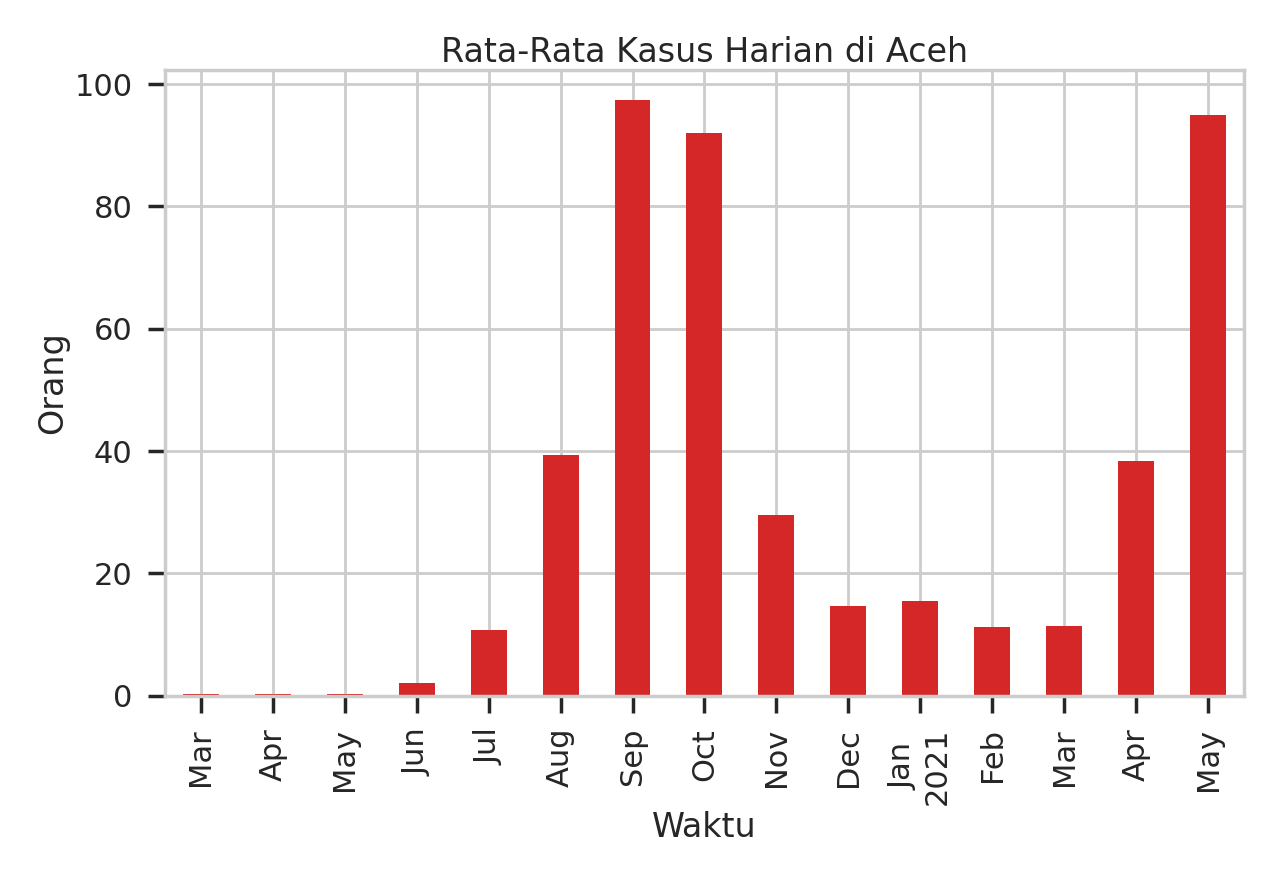 Rata-Rata Kasus Harian di Aceh
100
80
60
40
20
0
Orang
Mar
Apr
May
Jun
Jul
Aug
Sep
Oct
Nov
Dec
Jan
2021
Feb
Mar
Apr
May
Waktu